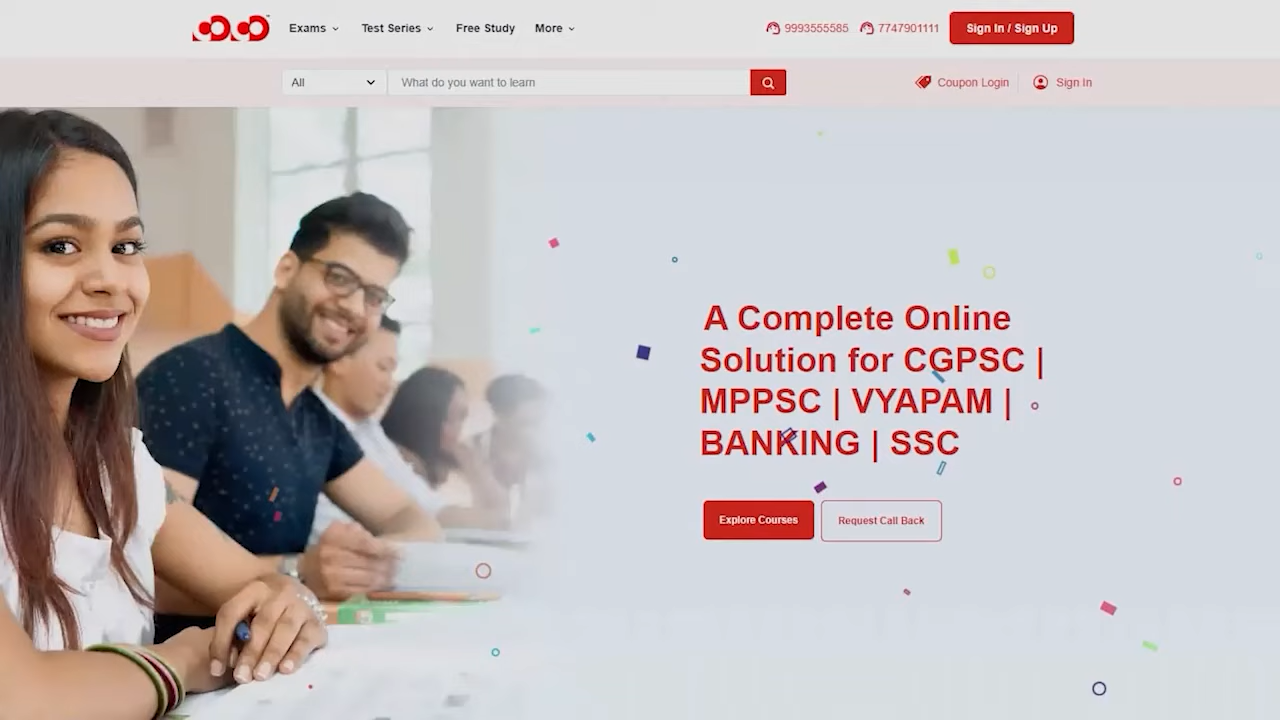 Exams
Test Series
Free Study
More
9993555585
7747901111
Sign In / Sign Up
All
What do you want to learn
Coupon Login
Sign In
A Complete Online
Solution for CGPSC |
MPPSC | VYAPAM |
BANKING | SSC
Explore Courses
Request Call Back